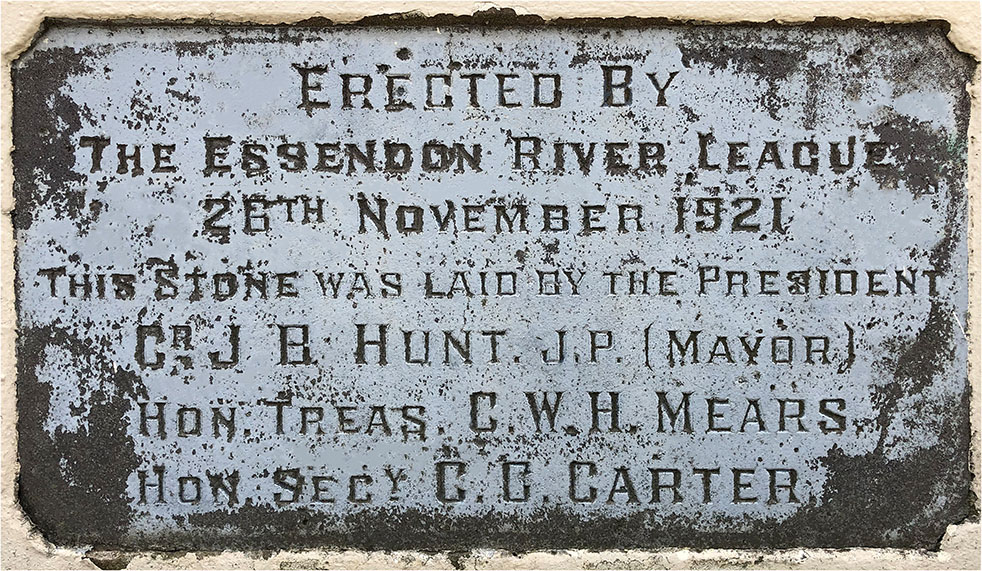 ERECTED BY
THE ESSENDON RIVER LEAGUE
26TH NOVEMBER 1921
THIS STONE WAS LAID BY THE PRESIDENT
CR. J. B. HUNT. J.P. (MAYOR)
HON. TREAS. C.W.H. MEARS.
HON. SECY C. G. CARTER.